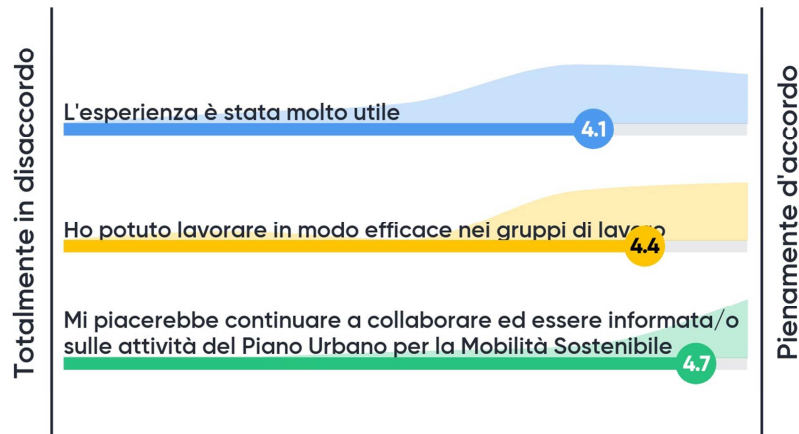 Totalmente in disaccordo
L'esperienza è stata molto utile
4.1
Ho potuto lavorare in modo efficace nei gruppi di lavoro
4.4
Mi piacerebbe continuare a collaborare ed essere informata/o
sulle attività del Piano Urbano per la Mobilità Sostenibile
4.7
Pienamente d'accordo